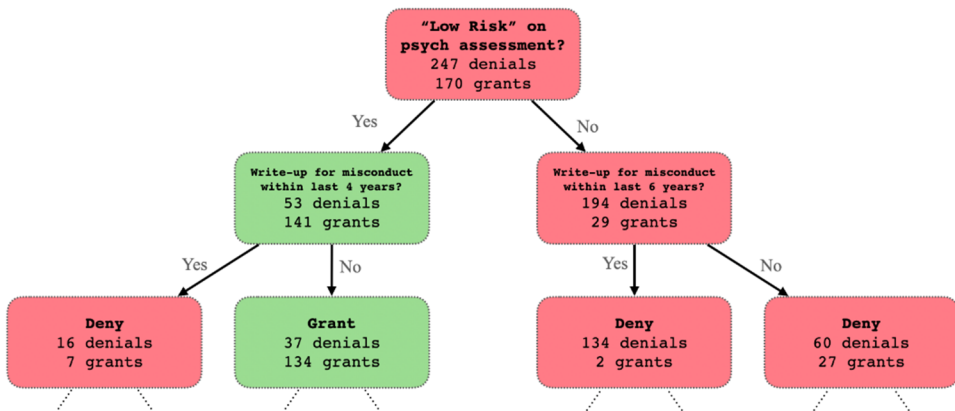 “Low Risk” on
psych assessment?
247 denials
170 grants
Yes
No
Write-up for misconduct
within last 4 years?
53 denials
141 grants
Write-up for misconduct
within last 6 years?
194 denials
29 grants
Yes
No
Yes
No
Deny
16 denials
7 grants
Grant
37 denials
134 grants
Deny
134 denials
2 grants
Deny
60 denials
27 grants